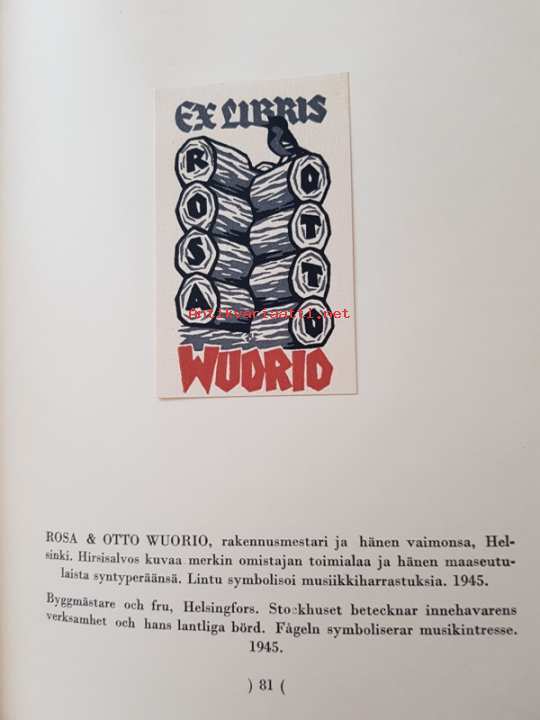 EX LIBRIS
ROSA
OTTO
Antikvariaatit.net
WUORIO
ROSA & OTTO WUORIO, rakennusmestari ja hänen vaimonsa, Hel-
sinki. Hirsisalvos kuvaa merkin omistajan toimialaa ja hänen maaseutu-
laista syntyperäänsä. Lintu symbolisoi musiikkiharrastuksia. 1945.
Byggmästare och fru, Helsingfors. Stockhuset betecknar innehavarens
verksamhet och hans lantliga börd. Fågeln symboliserar musikintresse.
1945.
) 81 (